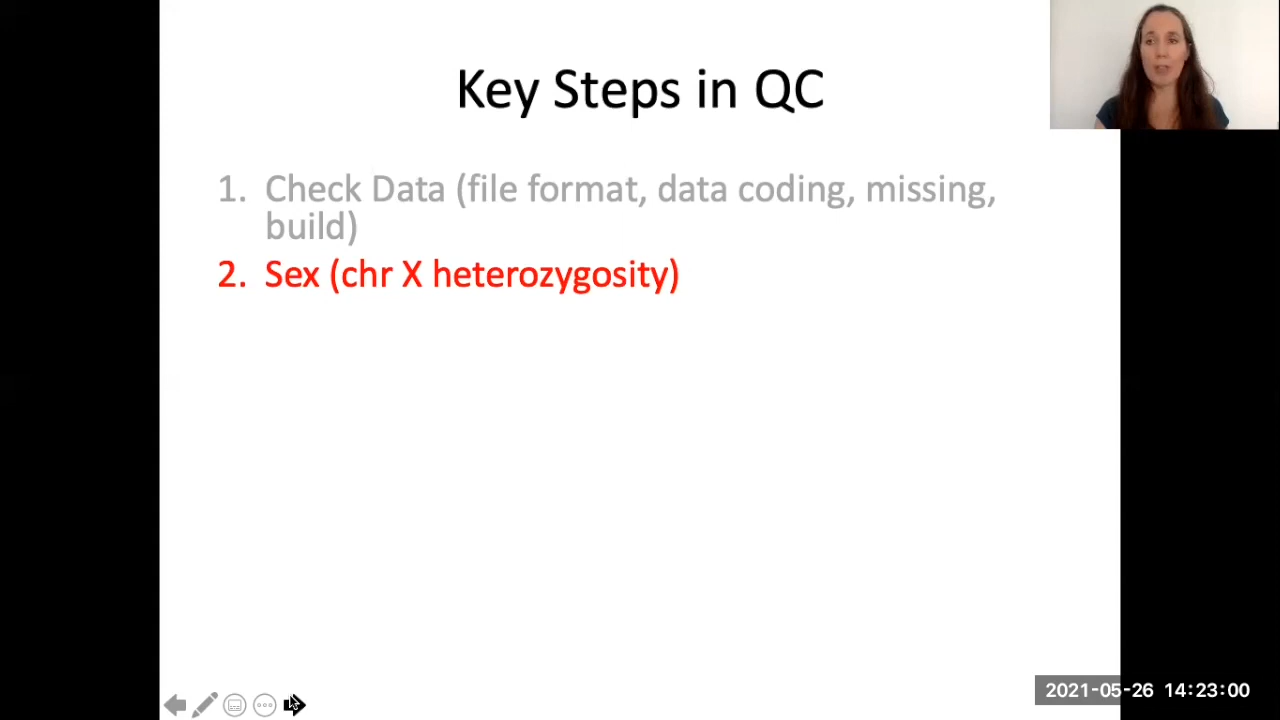 Key Steps in QC
1. Check Data (file format, data coding, missing,
build)
2. Sex (chr X heterozygosity)
2021-05-26 14:23:00